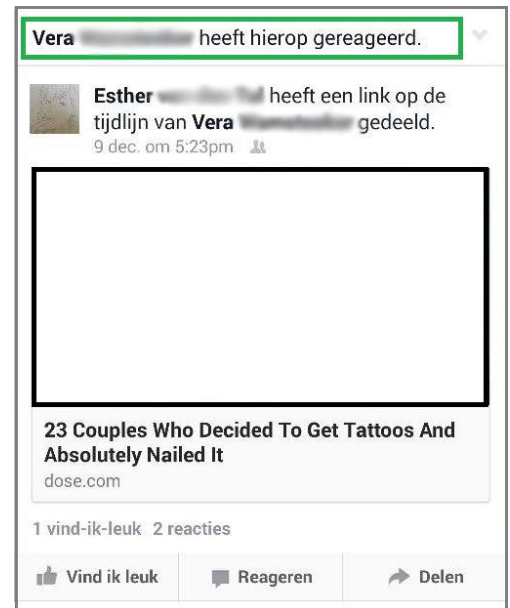 Vera heeft hierop gereageerd.
Esther heeft een link op de
tijdlijn van Vera gedeeld.
9 dec. om 5:23pm
23 Couples Who Decided To Get Tattoos And
Absolutely Nailed It
dose.com
1 vind-ik-leuk 2 reacties
Vind ik leuk Reageren Delen